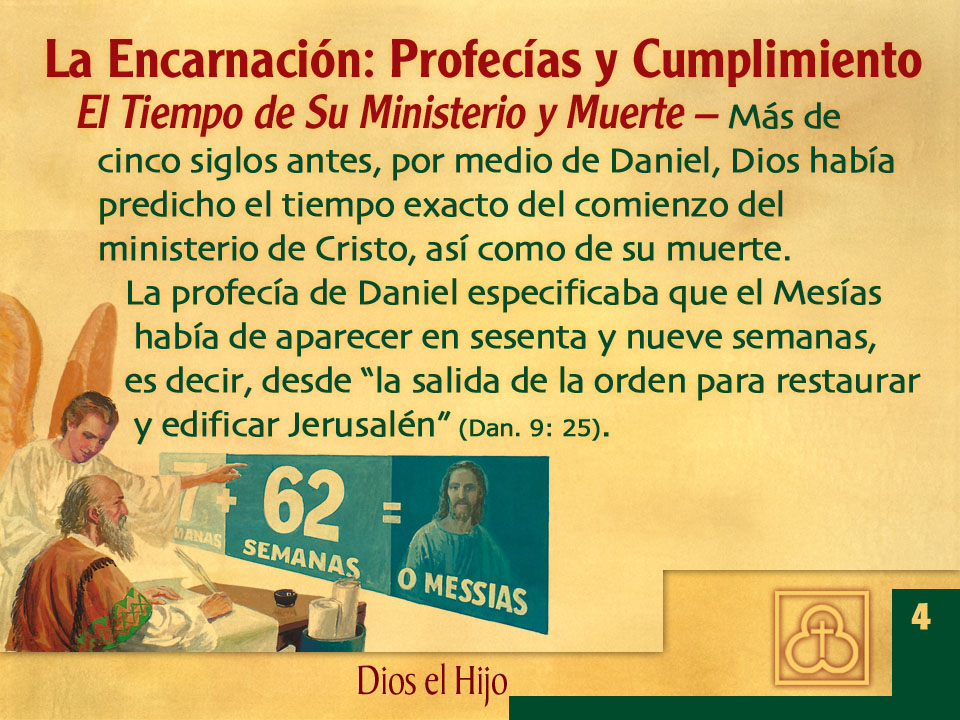 La Encarnación: Profecías y Cumplimiento
El Tiempo de Su Ministerio y Muerte – Más de
cinco siglos antes, por medio de Daniel, Dios había
predicho el tiempo exacto del comienzo del
ministerio de Cristo, así como de su muerte.
La profecía de Daniel especificaba que el Mesías
había de aparecer en sesenta y nueve semanas,
es decir, desde “la salida de la orden para restaurar
y edificar Jerusalén” (Dan. 9: 25).
7 + 62 =
SEMANAS
O MESSIAS
4
Dios el Hijo